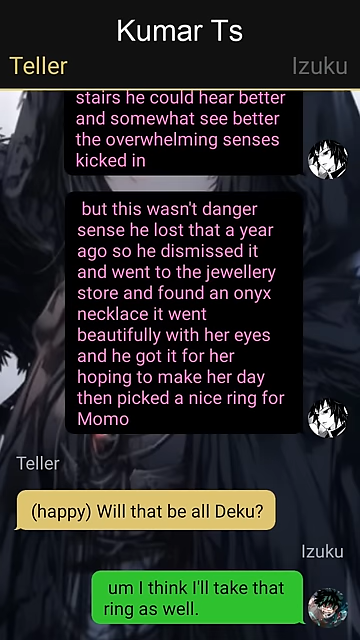 Kumar Ts
Teller
Izuku
stairs he could hear better
and somewhat see better
the overwhelming senses
kicked in
but this wasn't danger
sense he lost that a year
ago so he dismissed it
and went to the jewellery
store and found an onyx
necklace it went
beautifully with her eyes
and he got it for her
hoping to make her day
then picked a nice ring for
Momo
Teller
(happy) Will that be all Deku?
Izuku
um I think I'll take that
ring as well.